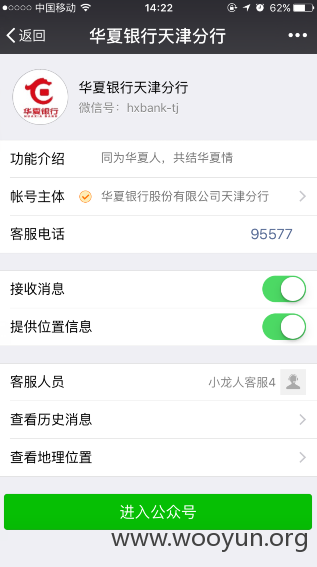 中国移动 14:22 62%
返回 华夏银行天津分行
华夏银行
HUAXIA BANK
华夏银行天津分行
微信号：hxbank-tj
功能介绍 同为华夏人，共结华夏情
帐号主体 华夏银行股份有限公司天津分行
客服电话 95577
接收消息
提供位置信息
客服人员 小龙人客服4
查看历史消息
查看地理位置
进入公众号
www.wooyun.org